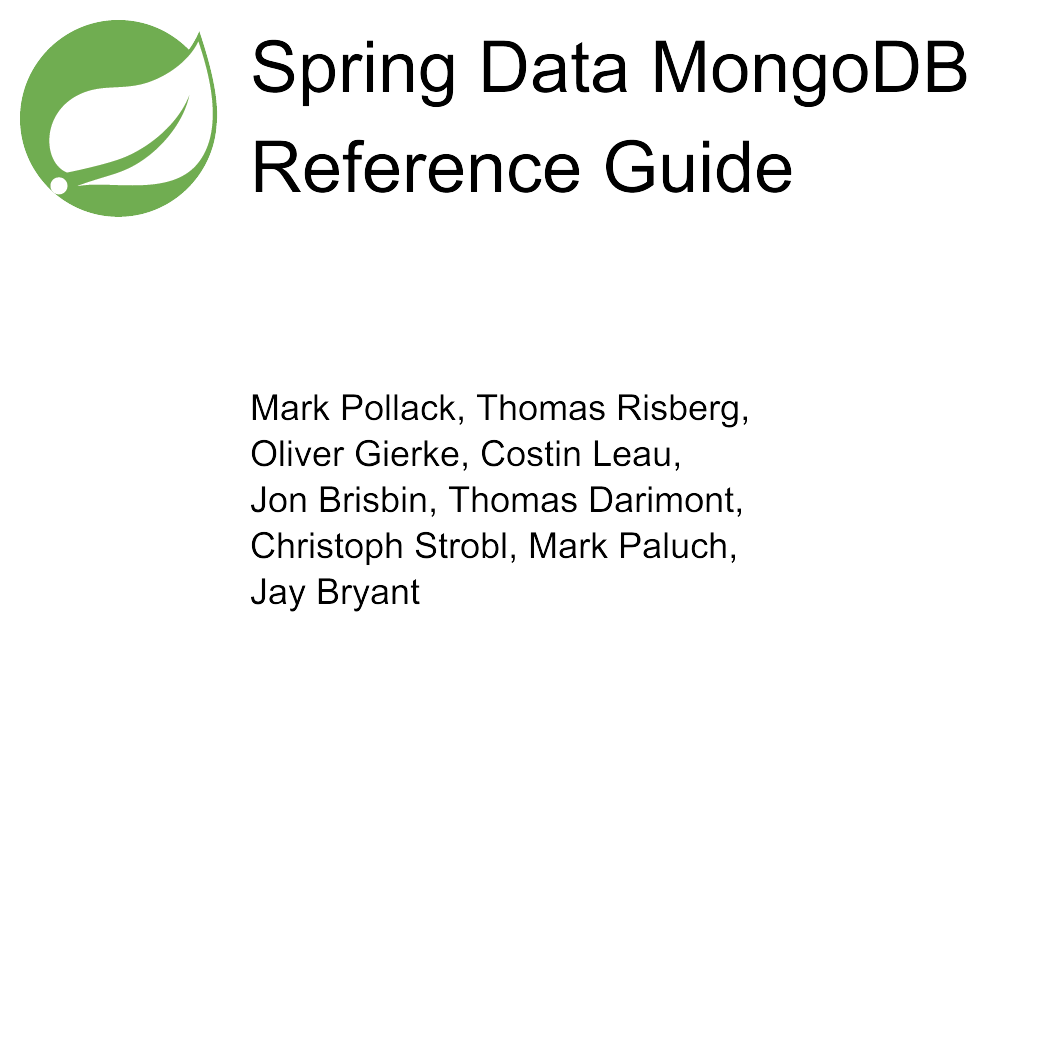 Spring Data MongoDB
Reference Guide
Mark Pollack, Thomas Risberg,
Oliver Gierke, Costin Leau,
Jon Brisbin, Thomas Darimont,
Christoph Strobl, Mark Paluch,
Jay Bryant